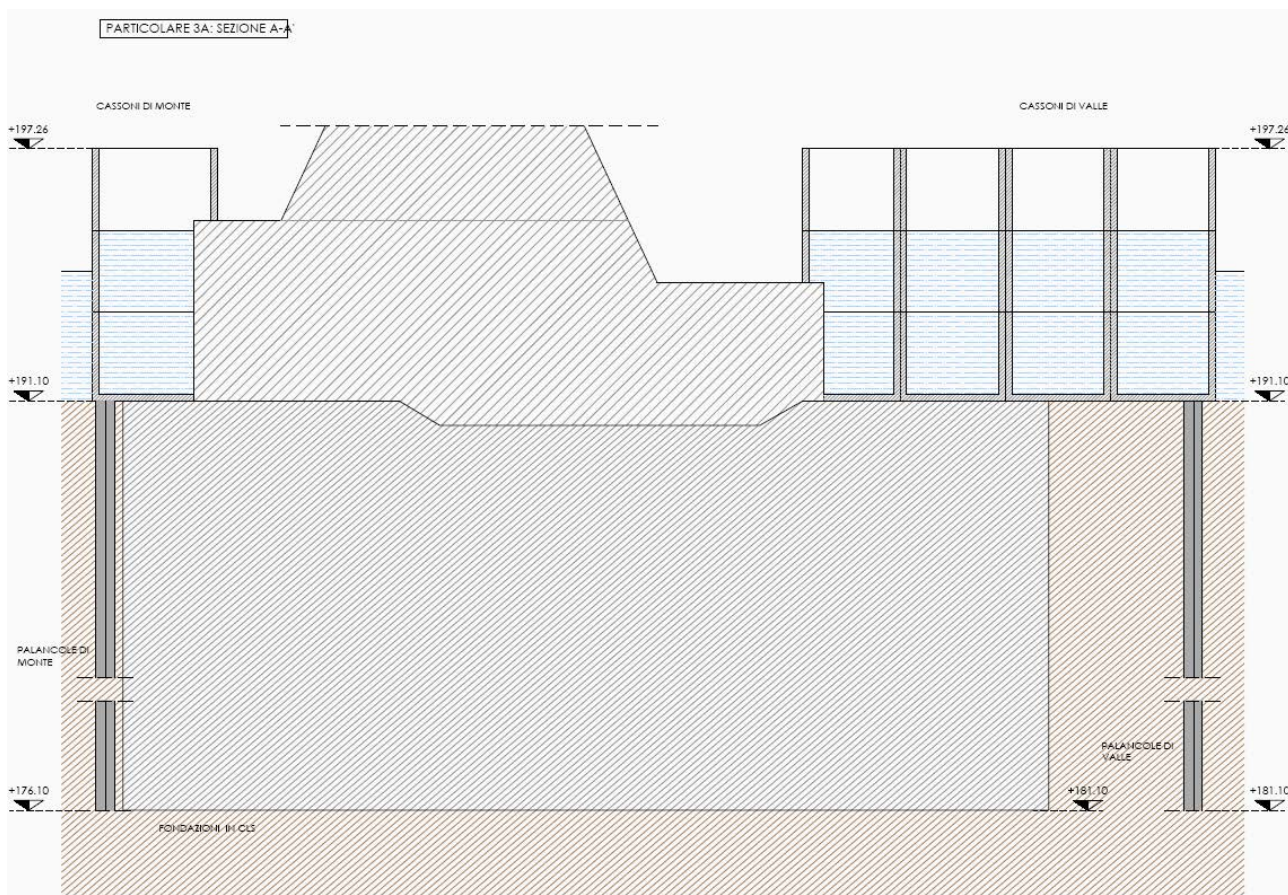 PARTICOLARE 3A: SEZIONE A-A'
CASSONI DI MONTE
CASSONI DI VALLE
+197.26
+197.26
+191.10
+191.10
PALANCOLE DI
MONTE
PALANCOLE DI
VALLE
+176.10
+181.10
+181.10
FONDAZIONI IN CLS